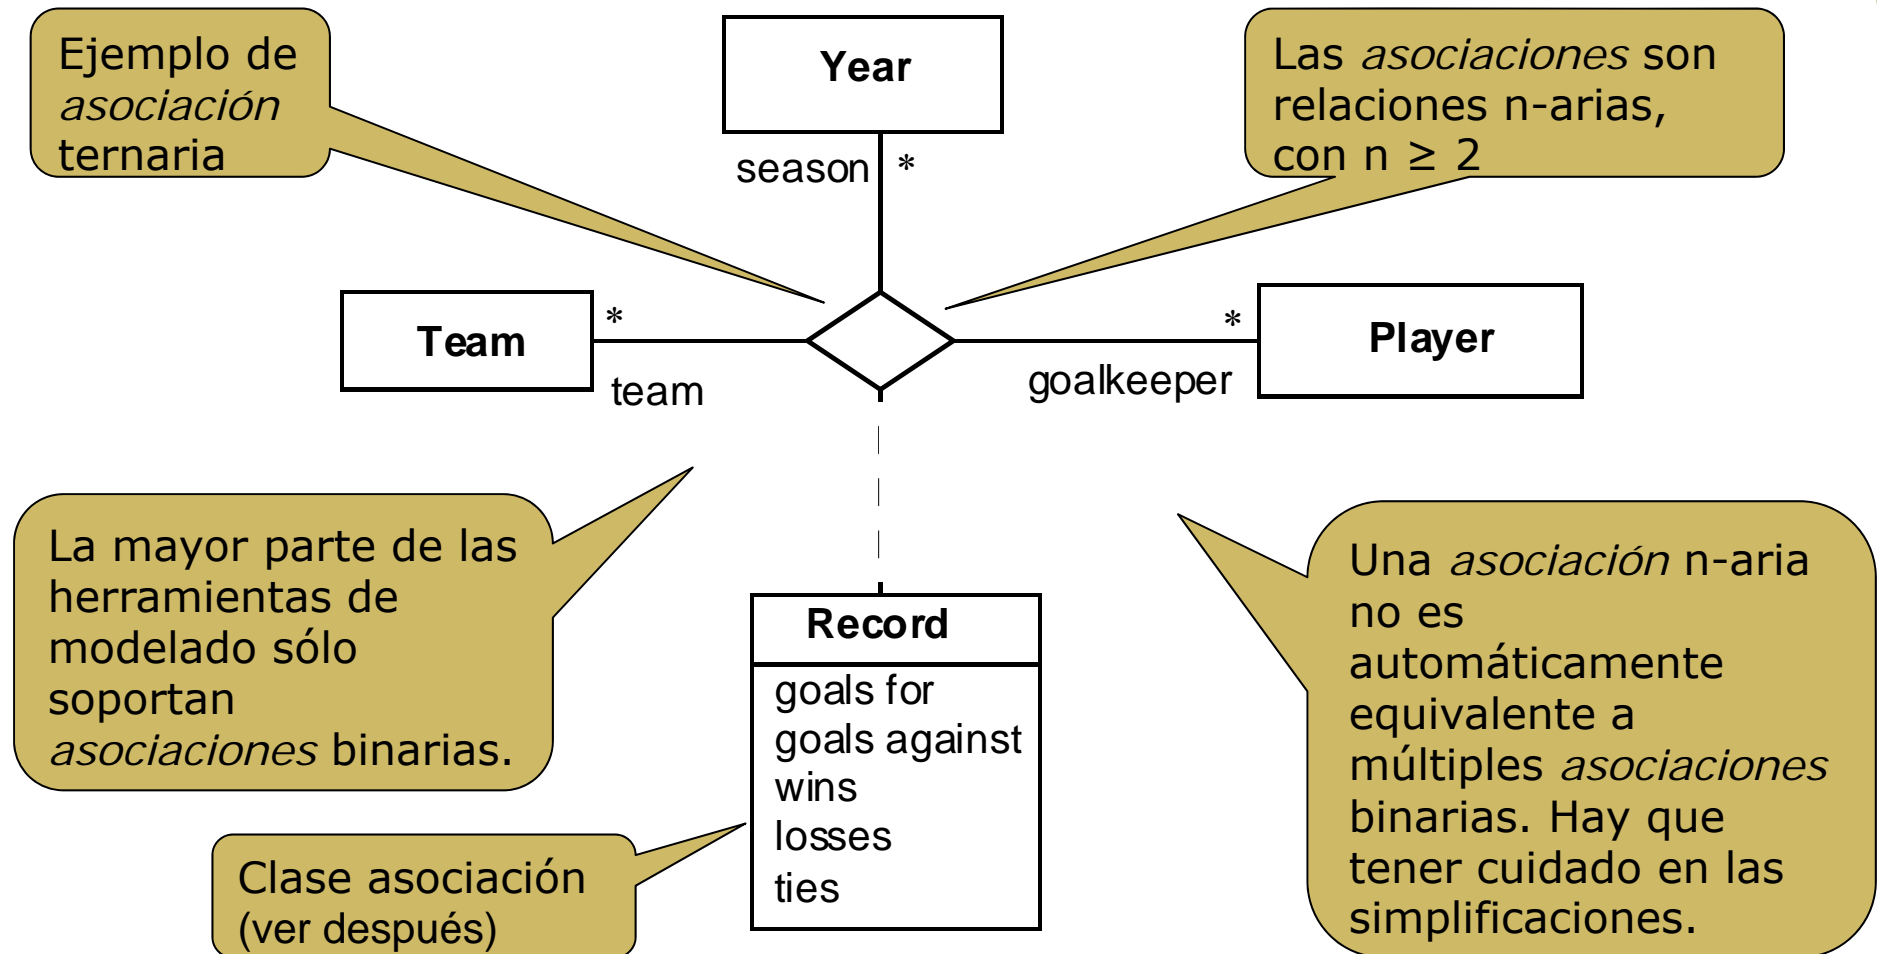 Ejemplo de
asociación
ternaria
Year
Las asociaciones son
relaciones n-arias,
con n ≥ 2
season *
Team
*
team
*
goalkeeper
Player
La mayor parte de las
herramientas de
modelado sólo
soportan
asociaciones binarias.
Una asociación n-aria
no es
automáticamente
equivalente a
múltiples asociaciones
binarias. Hay que
tener cuidado en las
simplificaciones.
Record
goals for
goals against
wins
losses
ties
Clase asociación
(ver después)